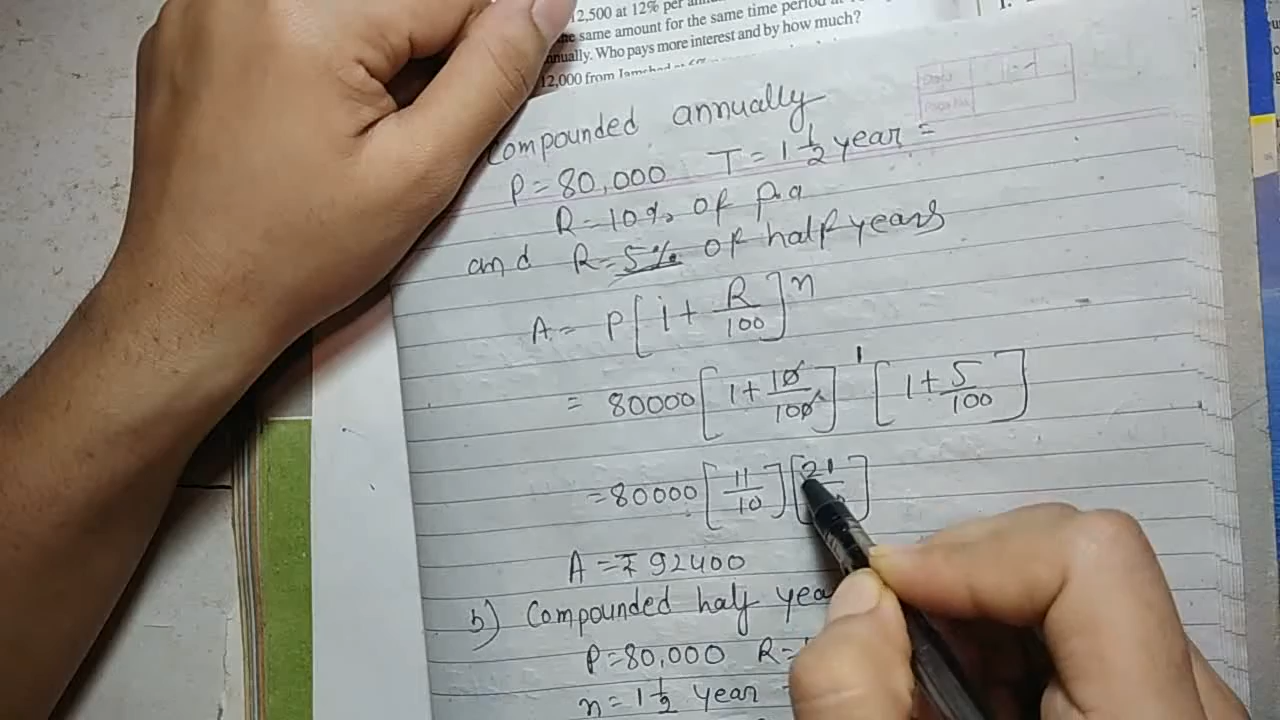 12,500 at 12% per
the same amount for the same time period
annually. Who pays more interest and by how much?
12,000 from Jamshed at 6%
Compounded annually
P=80,000 T=1 1/2 year =
R=10% of p.a
and R=5% of half years
A= P[1+ R/100]^n
= 80000[1+ 10/100]^1 [1+ 5/100]
=80000[11/10][21/
A =₹ 92400
b) Compounded half
P=80,000 R=
n=1 1/2 year